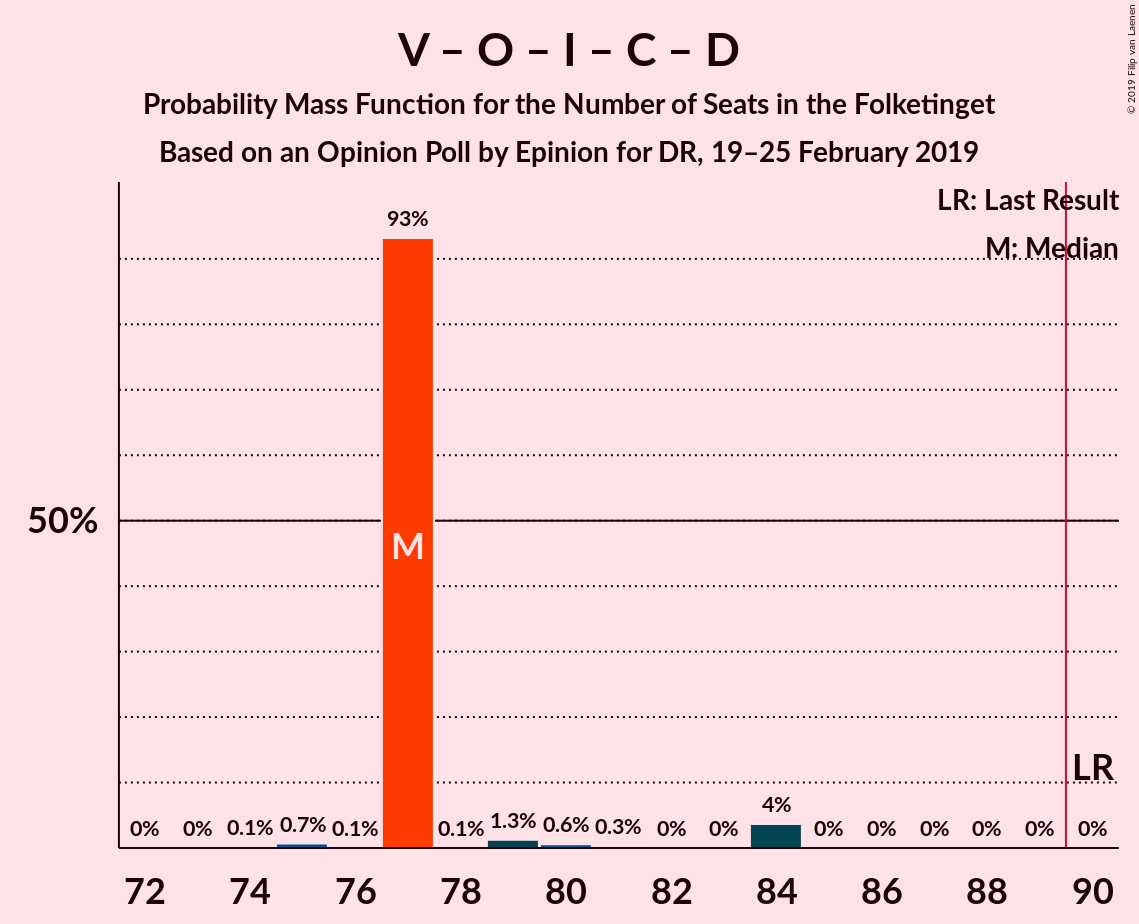 V – O – I – C – D
Probability Mass Function for the Number of Seats in the Folketinget
Based on an Opinion Poll by Epinion for DR, 19–25 February 2019
© 2019 Filip van Laenen
LR: Last Result
M: Median
93%
50%
M
LR
0% 0% 0.1% 0.7% 0.1% 0.1% 1.3% 0.6% 0.3% 0% 0% 4% 0% 0% 0% 0% 0% 0%
72 74 76 78 80 82 84 86 88 90